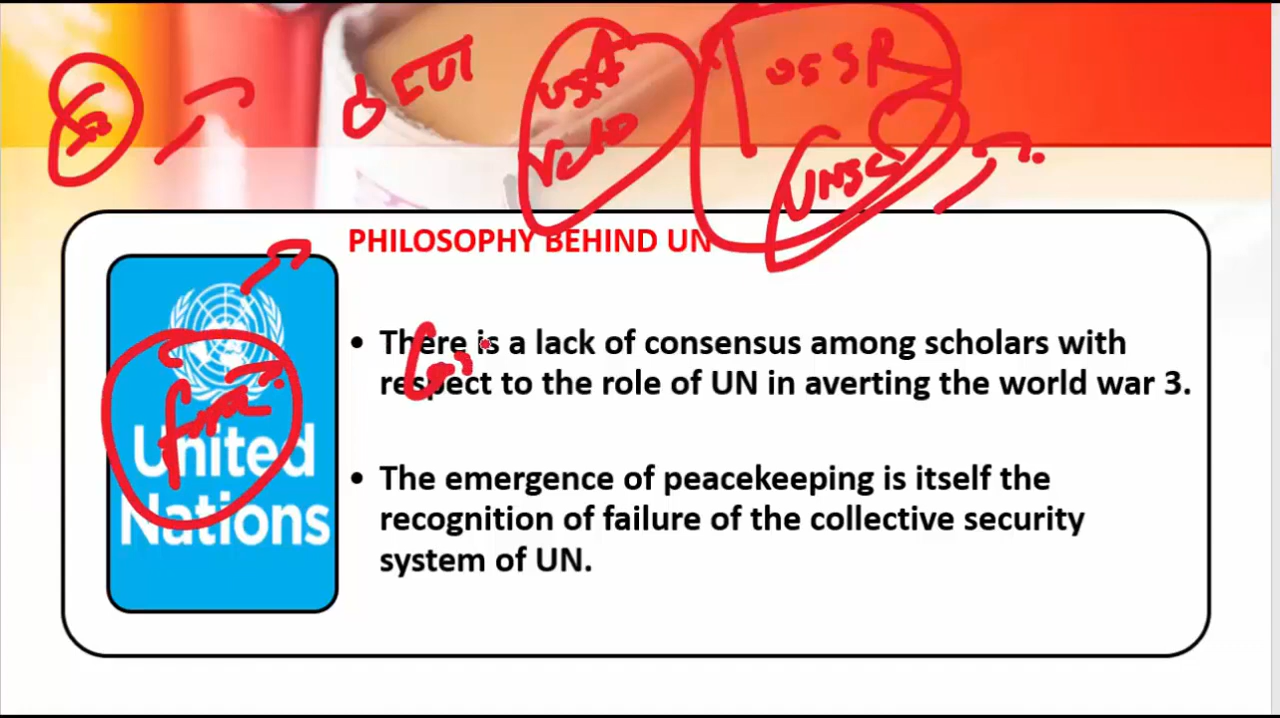 USA
USSR
UNSC
PHILOSOPHY BEHIND UN
• There is a lack of consensus among scholars with
respect to the role of UN in averting the world war 3.
• The emergence of peacekeeping is itself the
recognition of failure of the collective security
system of UN.
United
Nations